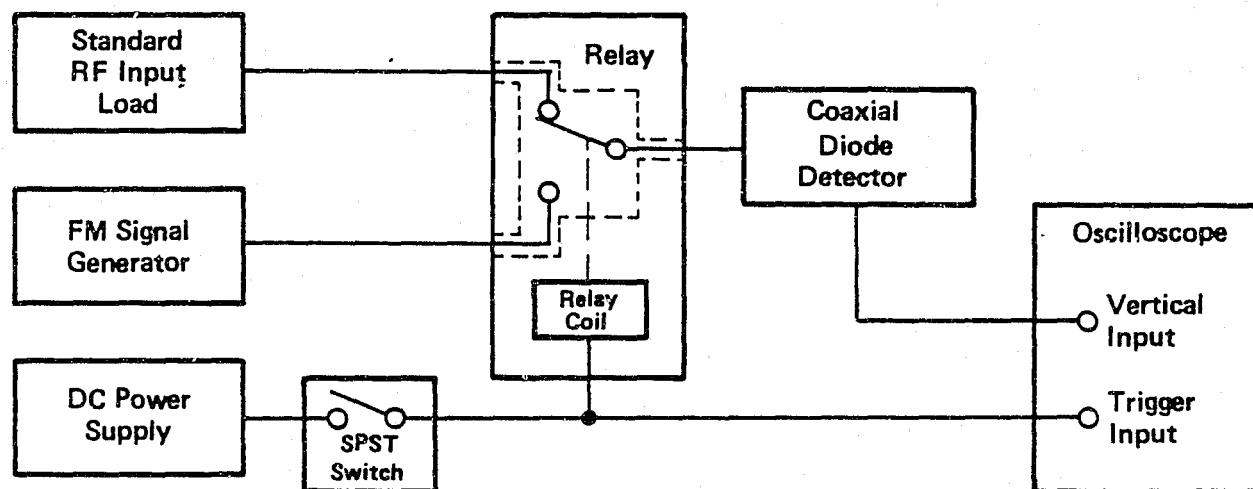 Standard
RF Input
Load
Relay
Coaxial
Diode
Detector
FM Signal
Generator
Oscilloscope
Relay
Coil
Vertical
Input
DC Power
Supply
SPST
Switch
Trigger
Input